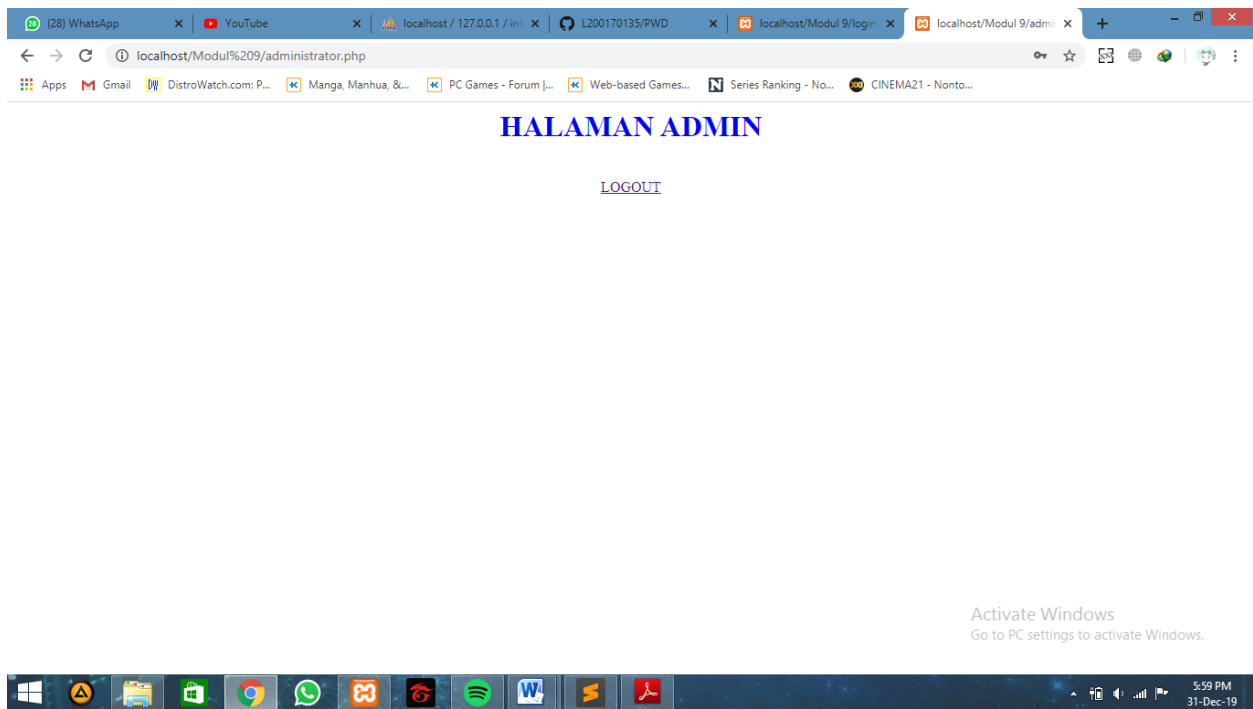 (28) WhatsApp
YouTube
localhost / 127.0.0.1 / inf
L200170135/PWD
localhost/Modul 9/login
localhost/Modul 9/admi
localhost/Modul%209/administrator.php
Apps
Gmail
DistroWatch.com: P...
Manga, Manhua, &...
PC Games - Forum |...
Web-based Games...
Series Ranking - No...
CINEMA21 - Nonto...
HALAMAN ADMIN
LOGOUT
Activate Windows
Go to PC settings to activate Windows.
5:59 PM
31-Dec-19